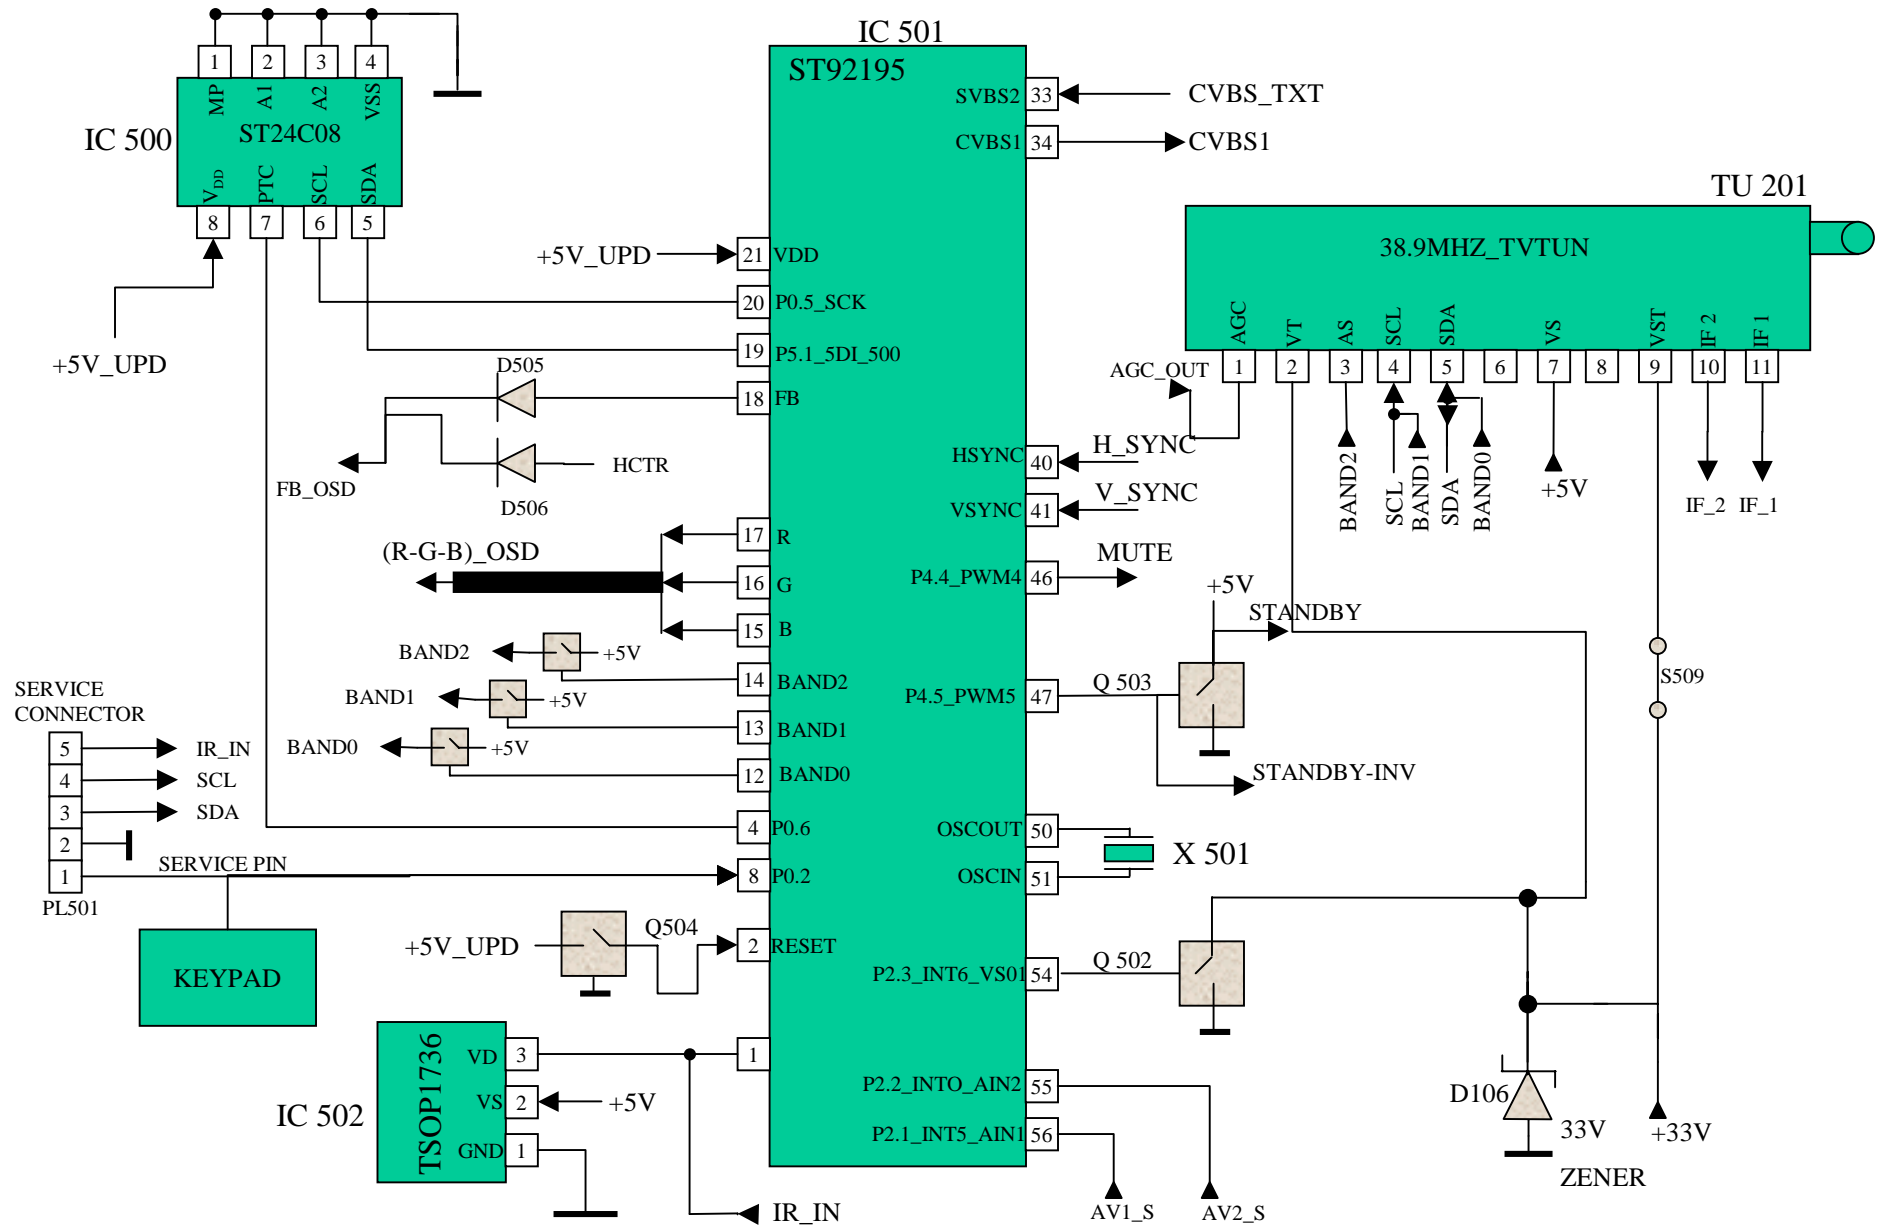 IC 501
ST92195
1 2 3 4
MP A1 A2 VSS
IC 500
ST24C08
V_DD PTC SCL SDA
8 7 6 5
+5V_UPD
SVBS2 33 CVBS_TXT
CVBS1 34 CVBS1
TU 201
38.9MHZ_TVTUN
AGC VT AS SCL SDA VS VST IF 2 IF 1
1 2 3 4 5 6 7 8 9 10 11
AGC_OUT
BAND2
SCL
BAND1
SDA
BAND0
+5V
IF_2 IF_1
+5V_UPD 21 VDD
20 P0.5_SCK
19 P5.1_5DI_500
D505
18 FB
HCTR
FB_OSD
D506
HSYNC 40 H_SYNC
VSYNC 41 V_SYNC
(R-G-B)_OSD
17 R
16 G
15 B
P4.4_PWM4 46 MUTE
+5V
STANDBY
BAND2 +5V 14 BAND2
BAND1 +5V 13 BAND1
BAND0 +5V 12 BAND0
P4.5_PWM5 47 Q 503
STANDBY-INV
S509
SERVICE
CONNECTOR
5 IR_IN
4 SCL
3 SDA
2
1 SERVICE PIN
PL501
4 P0.6
8 P0.2
OSCOUT 50
X 501
OSCIN 51
KEYPAD
+5V_UPD Q504 2 RESET
P2.3_INT6_VS01 54 Q 502
IC 502
TSOP1736
VD 3
VS 2 +5V
GND 1
1
IR_IN
P2.2_INTO_AIN2 55
P2.1_INT5_AIN1 56
AV1_S AV2_S
D106
33V
ZENER
+33V